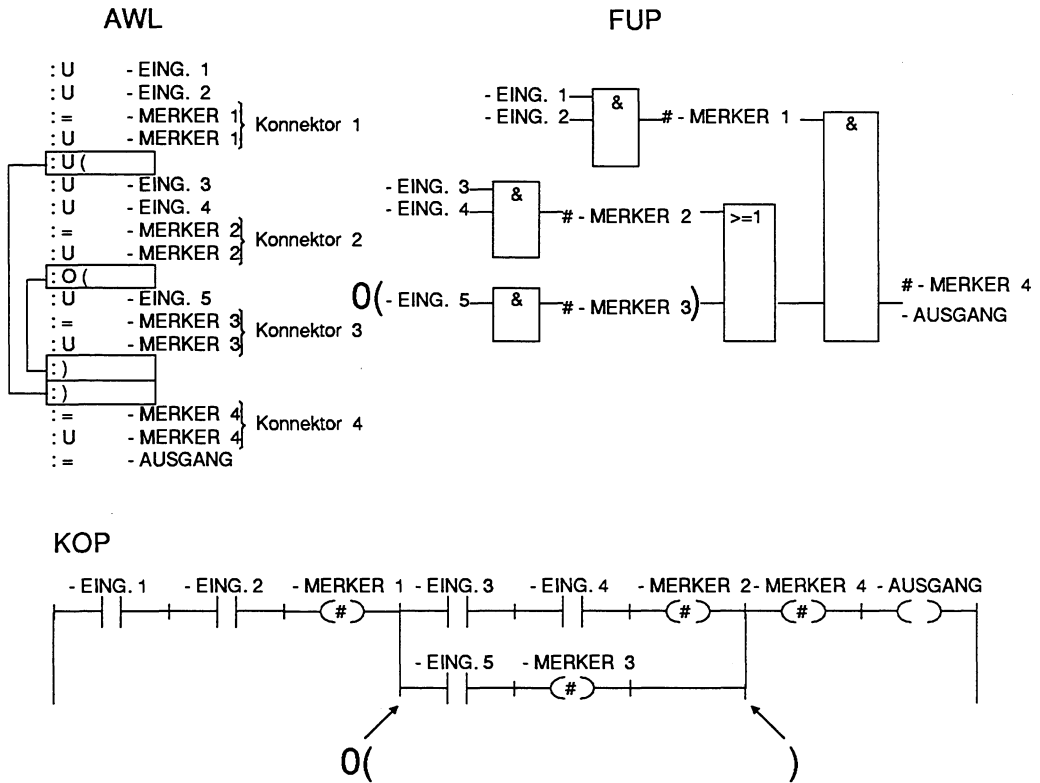 AWL
:U - EING. 1
:U - EING. 2
:= - MERKER 1
:U - MERKER 1
Konnektor 1
:U (
:U - EING. 3
:U - EING. 4
:= - MERKER 2
:U - MERKER 2
Konnektor 2
:O (
:U - EING. 5
:= - MERKER 3
:U - MERKER 3
Konnektor 3
:)
:)
:= - MERKER 4
:U - MERKER 4
Konnektor 4
:= - AUSGANG
FUP
- EING. 1
- EING. 2
&
# - MERKER 1
&
- EING. 3
- EING. 4
&
# - MERKER 2
>=1
O( - EING. 5
&
# - MERKER 3 )
# - MERKER 4
- AUSGANG
KOP
- EING. 1 - EING. 2 - MERKER 1 - EING. 3 - EING. 4 - MERKER 2 - MERKER 4 - AUSGANG
# # #
- EING. 5 - MERKER 3
#
O( )